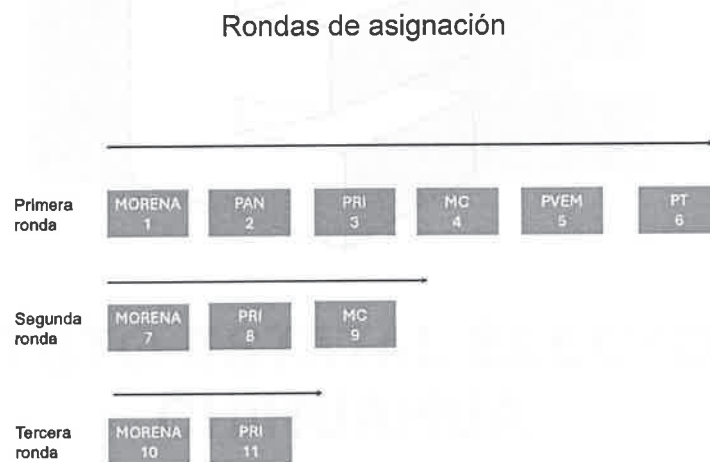 Rondas de asignación
Primera ronda
MORENA 1
PAN 2
PRI 3
MC 4
PVEM 5
PT 6
Segunda ronda
MORENA 7
PRI 8
MC 9
Tercera ronda
MORENA 10
PRI 11